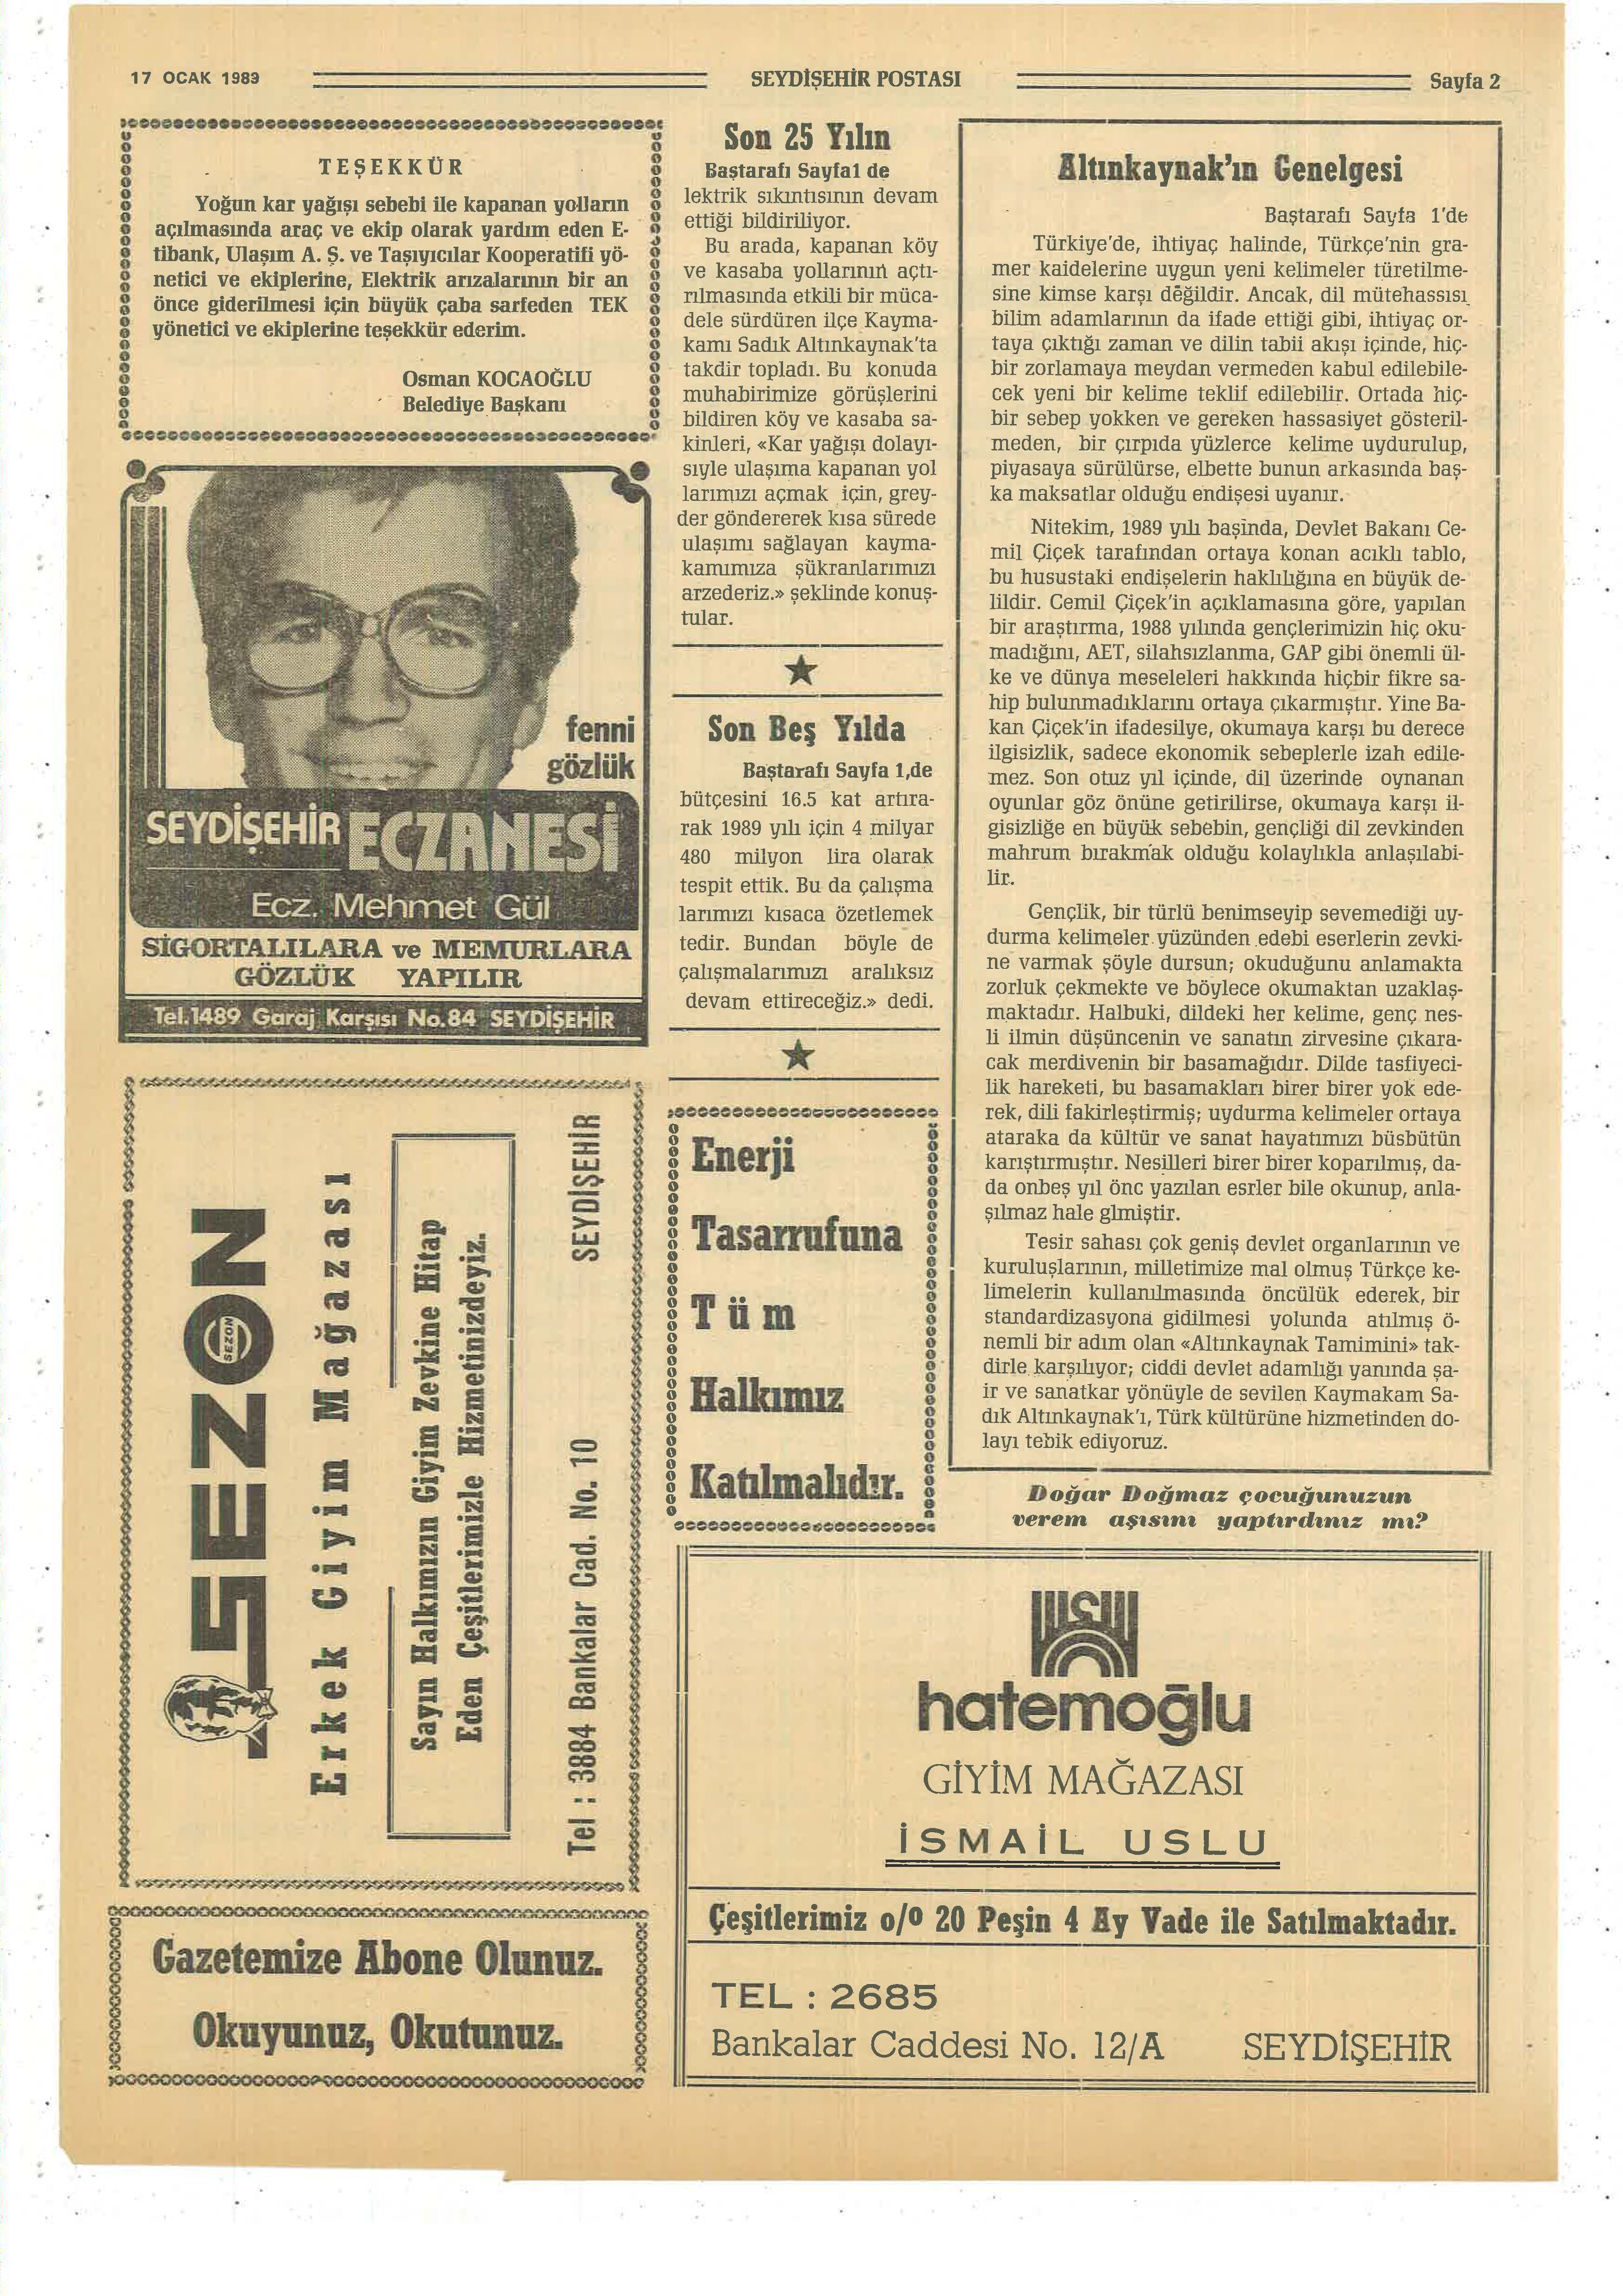 17 OCAK 1989
SEYDİŞEHİR POSTASI
Sayfa 2
TEŞEKKÜR
Yoğun kar yağışı sebebi ile kapanan yolların
açılmasında araç ve ekip olarak yardım eden E-
tibank, Ulaşım A. Ş. ve Taşıyıcılar Kooperatifi yö-
netici ve ekiplerine, Elektrik arızalarının bir an
önce giderilmesi için büyük çaba sarfeden TEK
yönetici ve ekiplerine teşekkür ederim.
Osman KOCAOĞLU
Belediye Başkanı
fenni
gözlük
SEYDİŞEHİR ECZANESİ
Ecz. Mehmet Gül
SİGORTALILARA ve MEMURLARA
GÖZLÜK YAPILIR
Tel.1489 Garaj Karşısı No.84 SEYDİŞEHİR
SEZON
SEZON
Erkek Giyim Mağazası
Sayın Halkımızın Giyim Zevkine Hitap
Eden Çeşitlerimizle Hizmetinizdeyiz.
Tel : 3884 Bankalar Cad. No. 10 SEYDİŞEHİR
Gazetemize Abone Olunuz.
Okuyunuz, Okutunuz.
Son 25 Yılın
Baştarafı Sayfa1 de
lektrik sıkıntısının devam
ettiği bildiriliyor.
Bu arada, kapanan köy
ve kasaba yollarının açtı-
rılmasında etkili bir müca-
dele sürdüren ilçe Kayma-
kamı Sadık Altınkaynak'ta
takdir topladı. Bu konuda
muhabirimize görüşlerini
bildiren köy ve kasaba sa-
kinleri, «Kar yağışı dolayı-
sıyle ulaşıma kapanan yol
larımızı açmak için, grey-
der göndererek kısa sürede
ulaşımı sağlayan kayma-
kamımıza şükranlarımızı
arzederiz.» şeklinde konuş-
tular.
Son Beş Yılda
Baştarafı Sayfa 1,de
bütçesini 16.5 kat artıra-
rak 1989 yılı için 4 milyar
480 milyon lira olarak
tespit ettik. Bu da çalışma
larımızı kısaca özetlemek
tedir. Bundan böyle de
çalışmalarımızı aralıksız
devam ettireceğiz.» dedi.
Enerji
Tasarrufuna
Tüm
Halkımız
Katılmalıdır.
Altınkaynak'ın Genelgesi
Baştarafı Sayfa 1'de
Türkiye'de, ihtiyaç halinde, Türkçe'nin gra-
mer kaidelerine uygun yeni kelimeler türetilme-
sine kimse karşı değildir. Ancak, dil mütehassısı
bilim adamlarının da ifade ettiği gibi, ihtiyaç or-
taya çıktığı zaman ve dilin tabii akışı içinde, hiç-
bir zorlamaya meydan vermeden kabul edilebile-
cek yeni bir kelime teklif edilebilir. Ortada hiç-
bir sebep yokken ve gereken hassasiyet gösteril-
meden, bir çırpıda yüzlerce kelime uydurulup,
piyasaya sürülürse, elbette bunun arkasında baş-
ka maksatlar olduğu endişesi uyanır.
Nitekim, 1989 yılı başında, Devlet Bakanı Ce-
mil Çiçek tarafından ortaya konan acıklı tablo,
bu husustaki endişelerin haklılığına en büyük de-
lildir. Cemil Çiçek'in açıklamasına göre, yapılan
bir araştırma, 1988 yılında gençlerimizin hiç oku-
madığını, AET, silahsızlanma, GAP gibi önemli ül-
ke ve dünya meseleleri hakkında hiçbir fikre sa-
hip bulunmadıklarını ortaya çıkarmıştır. Yine Ba-
kan Çiçek'in ifadesilye, okumaya karşı bu derece
ilgisizlik, sadece ekonomik sebeplerle izah edile-
mez. Son otuz yıl içinde, dil üzerinde oynanan
oyunlar göz önüne getirilirse, okumaya karşı il-
gisizliğe en büyük sebebin, gençliği dil zevkinden
mahrum bırakmak olduğu kolaylıkla anlaşılabi-
lir.
Gençlik, bir türlü benimseyip sevemediği uy-
durma kelimeler yüzünden edebi eserlerin zevki-
ne varmak şöyle dursun; okuduğunu anlamakta
zorluk çekmekte ve böylece okumaktan uzaklaş-
maktadır. Halbuki, dildeki her kelime, genç nes-
li ilmin düşüncenin ve sanatın zirvesine çıkara-
cak merdivenin bir basamağıdır. Dilde tasfiyeci-
lik hareketi, bu basamakları birer birer yok ede-
rek, dili fakirleştirmiş; uydurma kelimeler ortaya
ataraka da kültür ve sanat hayatımızı büsbütün
karıştırmıştır. Nesilleri birer birer koparılmış, da-
da onbeş yıl önc yazılan esrler bile okunup, anla-
şılmaz hale glmiştir.
Tesir sahası çok geniş devlet organlarının ve
kuruluşlarının, milletimize mal olmuş Türkçe ke-
limelerin kullanılmasında öncülük ederek, bir
standardizasyona gidilmesi yolunda atılmış ö-
nemli bir adım olan «Altınkaynak Tamimini» tak-
dirle karşılıyor; ciddi devlet adamlığı yanında şa-
ir ve sanatkar yönüyle de sevilen Kaymakam Sa-
dık Altınkaynak'ı, Türk kültürüne hizmetinden do-
layı tebik ediyoruz.
Doğar Doğmaz çocuğunuzun
verem aşısını yaptırdınız mı?
hatemoğlu
GİYİM MAĞAZASI
İSMAİL USLU
Çeşitlerimiz o/o 20 Peşin 4 Ay Vade ile Satılmaktadır.
TEL : 2685
Bankalar Caddesi No. 12/A SEYDİŞEHİR